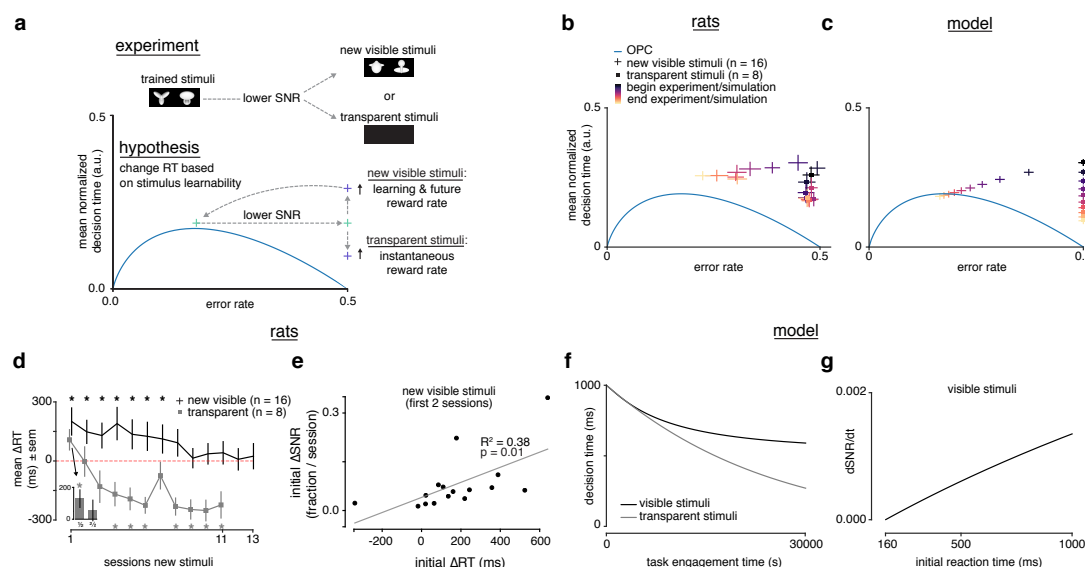 a
experiment
trained stimuli
lower SNR
new visible stimuli
or
transparent stimuli
0.5
mean normalized
decision time (a.u.)
hypothesis
change RT based
on stimulus learnability
lower SNR
new visible stimuli:
learning & future
reward rate
transparent stimuli:
instantaneous
reward rate
0.0
0.5
error rate
b
rats
OPC
new visible stimuli (n = 16)
transparent stimuli (n = 8)
begin experiment/simulation
end experiment/simulation
0.5
mean normalized
decision time (a.u.)
0
0
0.5
error rate
c
model
0.5
0
0
0.5
error rate
rats
d
new visible (n = 16)
transparent (n = 8)
300
mean ΔRT
(ms) ± sem
0
-300
200
0
½
2⁄2
1
11
13
sessions new stimuli
e
new visible stimuli
(first 2 sessions)
R² = 0.38
p = 0.01
0.3
initial ΔSNR
(fraction / session)
0.0
-200
0
200
400
600
initial ΔRT (ms)
model
f
1000
decision time (ms)
0
visible stimuli
transparent stimuli
0
30000
task engagement time (s)
g
visible stimuli
0.002
dSNR/dt
0.000
160
500
1000
initial reaction time (ms)